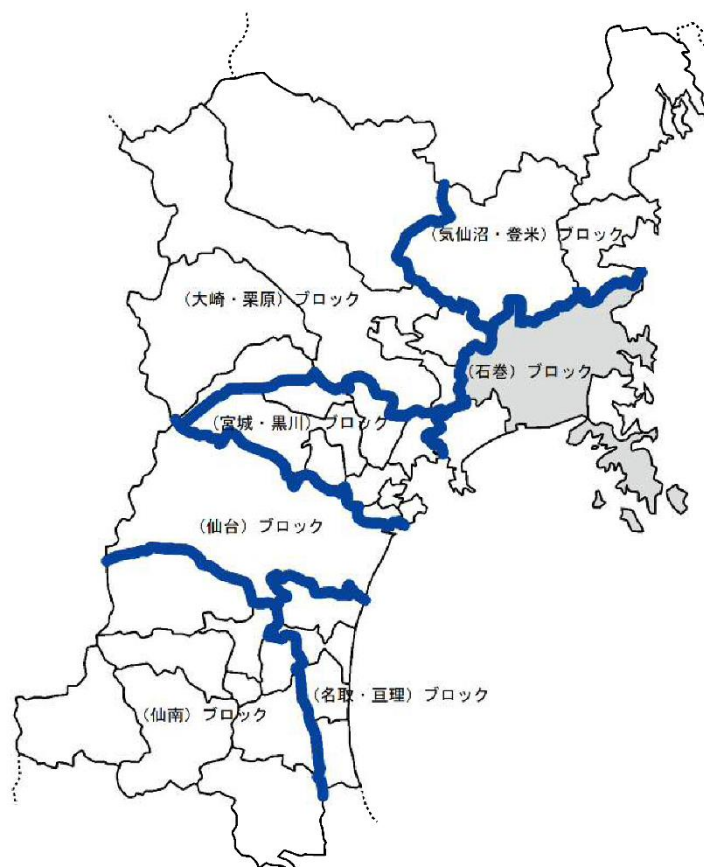 （気仙沼・登米）ブロック
（大崎・栗原）ブロック
（石巻）ブロック
（宮城・黒川）ブロック
（仙台）ブロック
（名取・亘理）ブロック
（仙南）ブロック